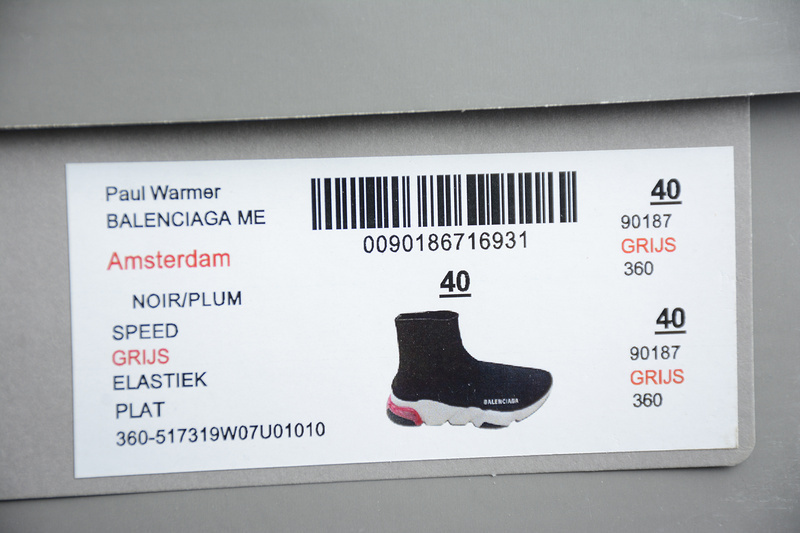 Paul Warmer
BALENCIAGA ME
Amsterdam
NOIR/PLUM
SPEED
GRIJS
ELASTIEK
PLAT
360-517319W07U01010
0090186716931
40
BALENCIAGA
40
90187
GRIJS
360
40
90187
GRIJS
360